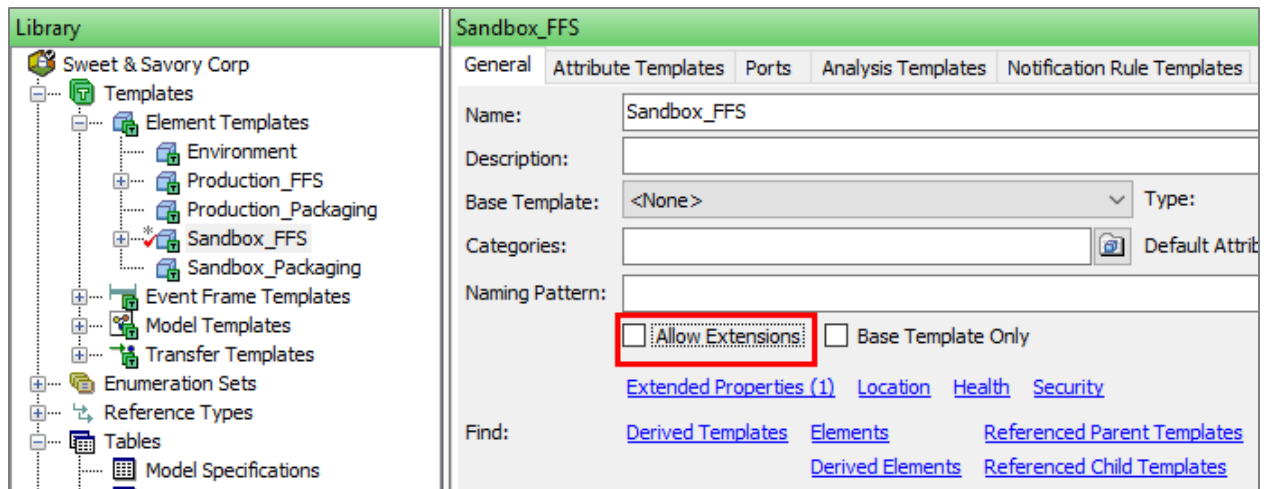 Library
Sweet & Savory Corp
Templates
Element Templates
Environment
Production_FFS
Production_Packaging
Sandbox_FFS
Sandbox_Packaging
Event Frame Templates
Model Templates
Transfer Templates
Enumeration Sets
Reference Types
Tables
Model Specifications
Sandbox_FFS
General Attribute Templates Ports Analysis Templates Notification Rule Templates
Name: Sandbox_FFS
Description:
Base Template: <None> Type:
Categories: Default Attrib
Naming Pattern:
Allow Extensions Base Template Only
Extended Properties (1) Location Health Security
Find: Derived Templates Elements Referenced Parent Templates
Derived Elements Referenced Child Templates